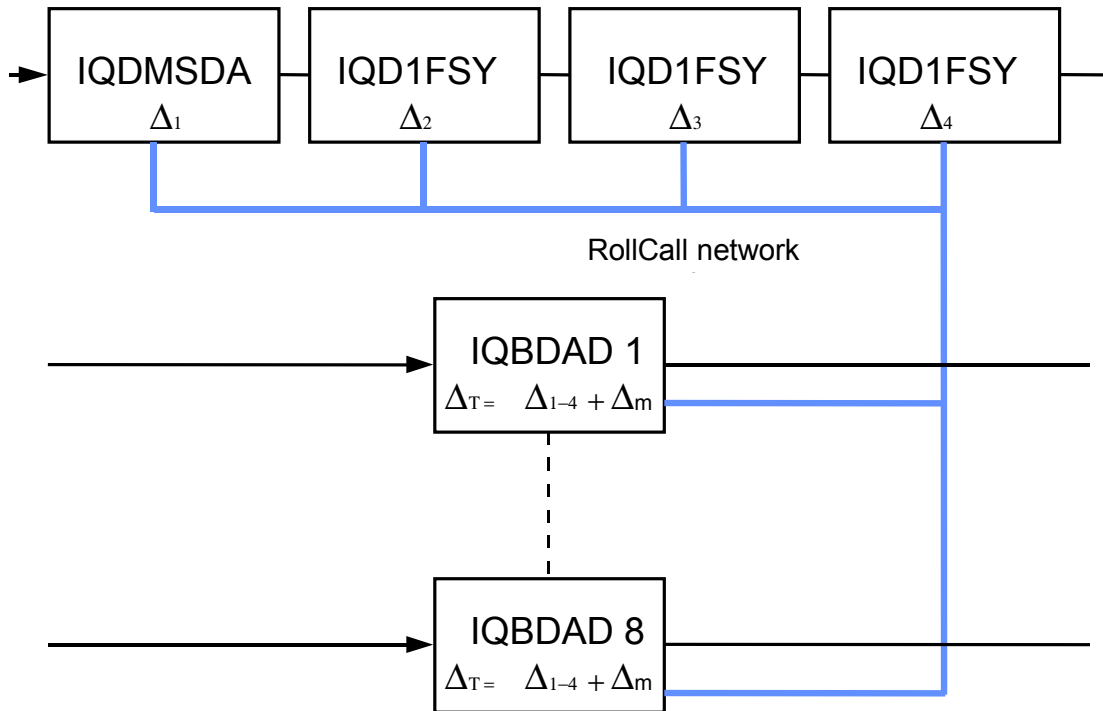 IQDMSDA IQD1FSY IQD1FSY IQD1FSY
Δ1 Δ2 Δ3 Δ4
RollCall network
IQBDAD 1
ΔT = Δ1–4 + Δm
IQBDAD 8
ΔT = Δ1–4 + Δm